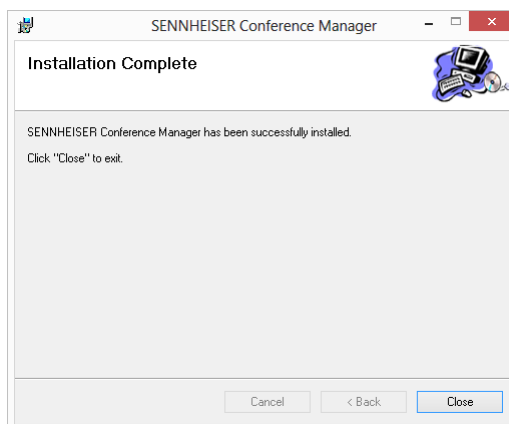 SENNHEISER Conference Manager
Installation Complete
SENNHEISER Conference Manager has been successfully installed.
Click "Close" to exit.
Cancel
< Back
Close